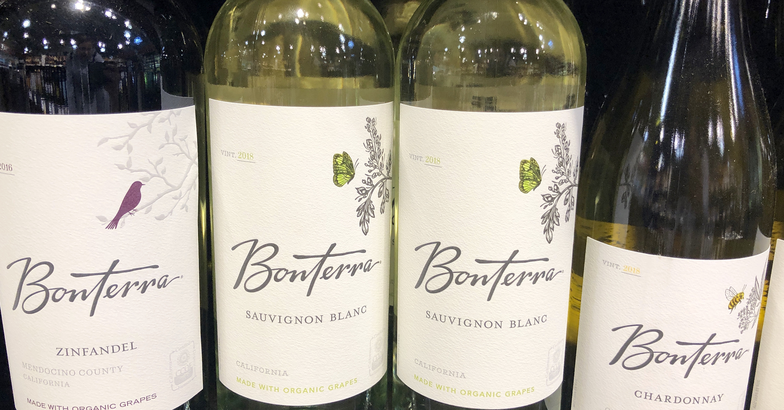 2016
Bonterra
ZINFANDEL
MENDOCINO COUNTY
CALIFORNIA
MADE WITH ORGANIC GRAPES
VINT. 2018
Bonterra
SAUVIGNON BLANC
CALIFORNIA
MADE WITH ORGANIC GRAPES
VINT. 2018
Bonterra
SAUVIGNON BLANC
CALIFORNIA
MADE WITH ORGANIC GRAPES
VINT. 2018
Bonterra
CHARDONNAY